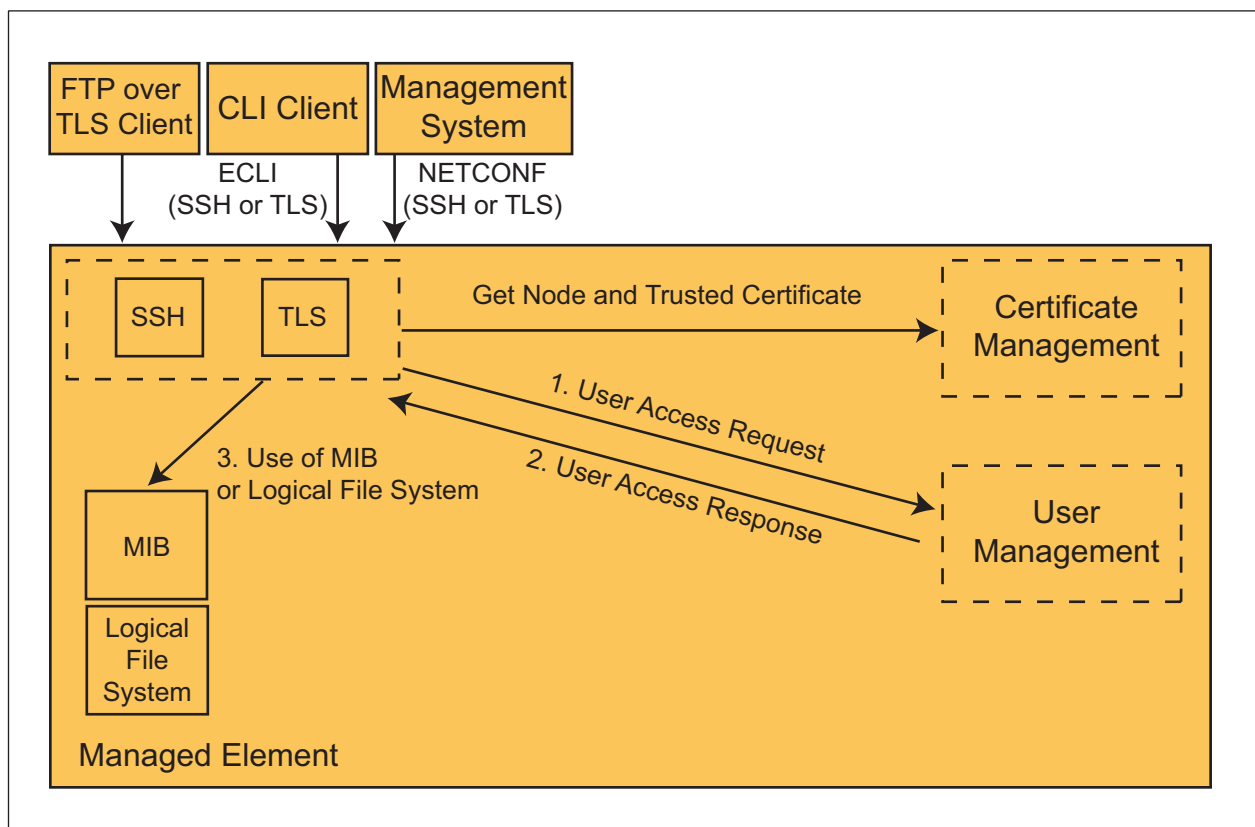 FTP over
TLS Client
CLI Client
Management
System
ECLI
(SSH or TLS)
NETCONF
(SSH or TLS)
SSH
TLS
Get Node and Trusted Certificate
Certificate
Management
1. User Access Request
2. User Access Response
3. Use of MIB
or Logical File System
User
Management
MIB
Logical
File
System
Managed Element